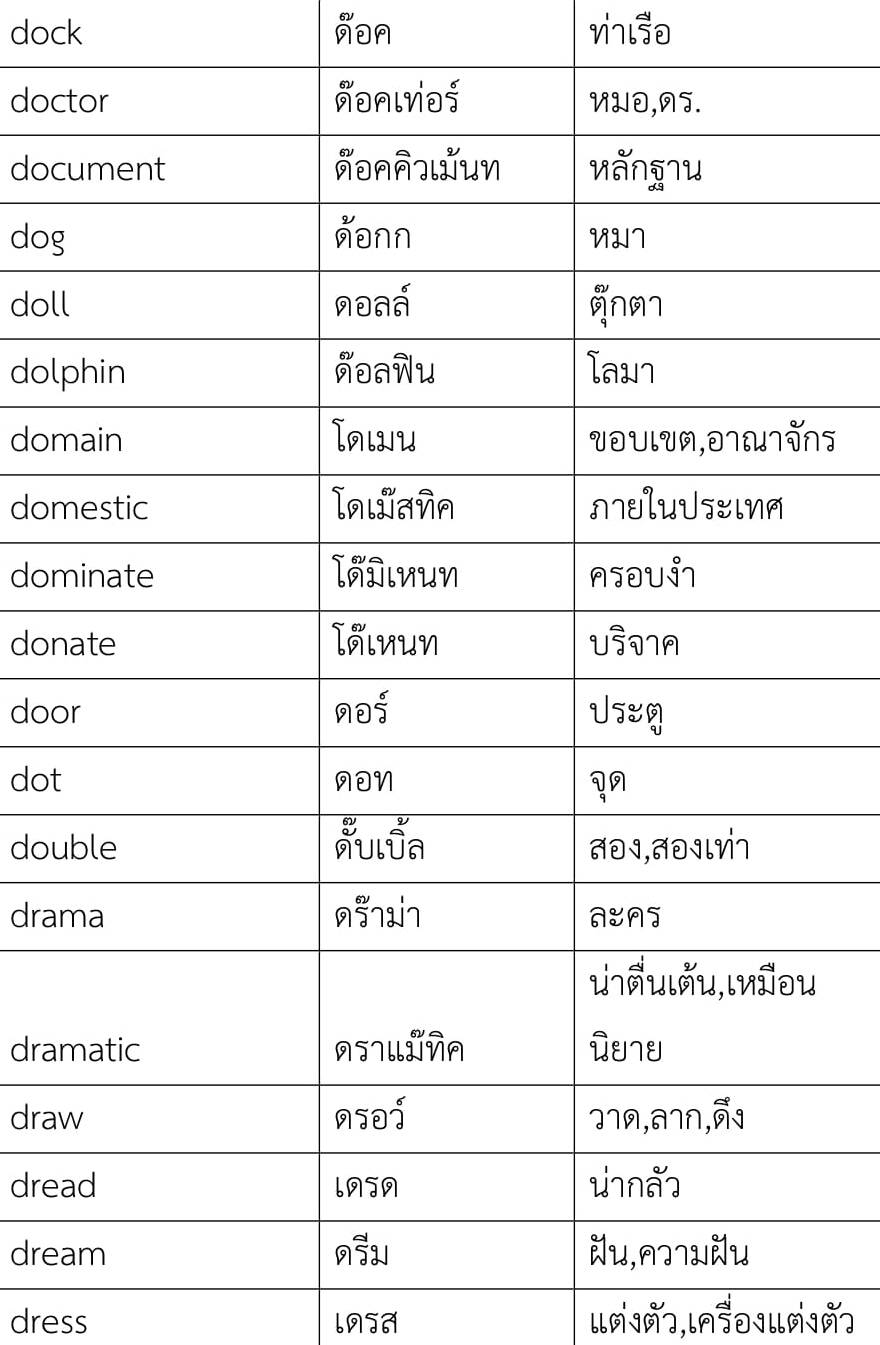 dock ด๊อค ท่าเรือ
doctor ด๊อคเท่อร์ หมอ,ดร.
document ด๊อคคิวเม้นท หลักฐาน
dog ด้อกก หมา
doll ดอลล์ ตุ๊กตา
dolphin ด๊อลฟิน โลมา
domain โดเมน ขอบเขต,อาณาจักร
domestic โดเม๊สทิค ภายในประเทศ
dominate โด๊มิเหนท ครอบงำ
donate โด๊เหนท บริจาค
door ดอร์ ประตู
dot ดอท จุด
double ดั๊บเบิ้ล สอง,สองเท่า
drama ดร๊าม่า ละคร
น่าตื่นเต้น,เหมือน
dramatic ดราแม๊ทิค นิยาย
draw ดรอว์ วาด,ลาก,ดึง
dread เดรด น่ากลัว
dream ดรีม ฝัน,ความฝัน
dress เดรส แต่งตัว,เครื่องแต่งตัว